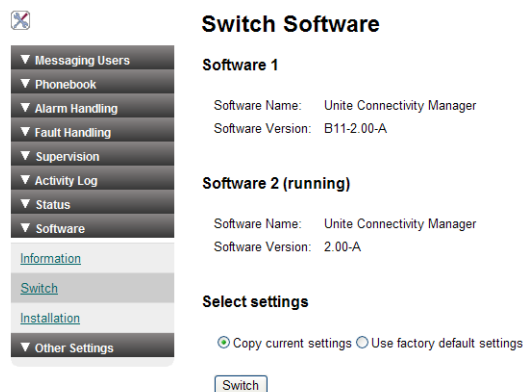 Switch Software
▼ Messaging Users
▼ Phonebook
▼ Alarm Handling
▼ Fault Handling
▼ Supervision
▼ Activity Log
▼ Status
▼ Software
Information
Switch
Installation
▼ Other Settings
Software 1
Software Name: Unite Connectivity Manager
Software Version: B11-2.00-A
Software 2 (running)
Software Name: Unite Connectivity Manager
Software Version: 2.00-A
Select settings
Copy current settings Use factory default settings
Switch